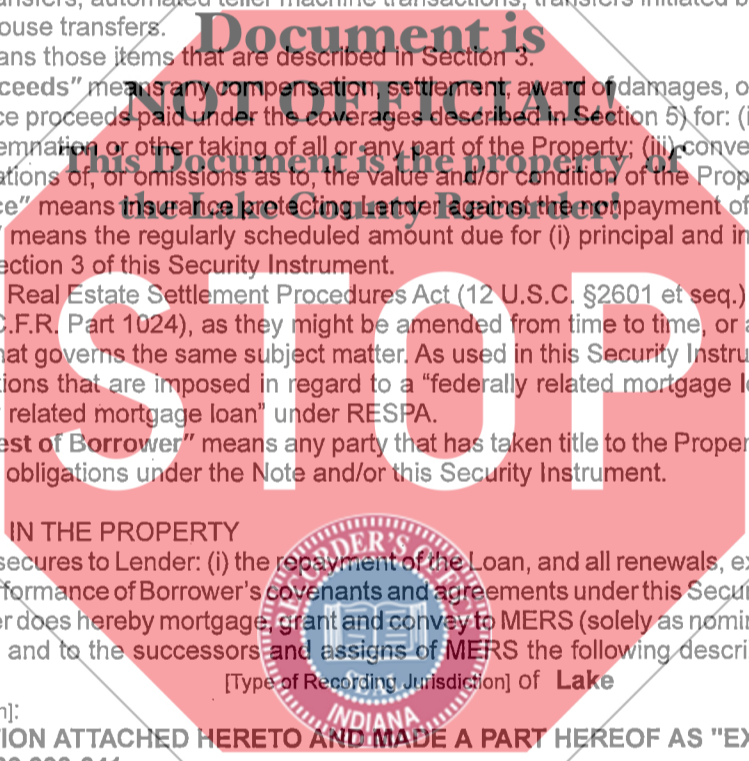 transfers, automated teller machine transactions, transfers initiated b
ouse transfers.
Document is
ans those items that are described in Section 3.
ceeds” means any compensation, settlement, award of damages, o
NOT OFFICIAL!
ce proceeds paid under the coverages described in Section 5) for: (i
emnation or other taking of all or any part of the Property; (iii) conve
This Document is the property of
ations of, or omissions as to, the value and/or condition of the Prop
the Lake County Recorder!
ce” means insurance protecting Lender against the nonpayment of
” means the regularly scheduled amount due for (i) principal and in
ection 3 of this Security Instrument.
Real Estate Settlement Procedures Act (12 U.S.C. §2601 et seq.)
C.F.R. Part 1024), as they might be amended from time to time, or a
hat governs the same subject matter. As used in this Security Instru
STOP
tions that are imposed in regard to a “federally related mortgage lo
related mortgage loan” under RESPA.
est of Borrower” means any party that has taken title to the Proper
obligations under the Note and/or this Security Instrument.
IN THE PROPERTY
secures to Lender: (i) the repayment of the Loan, and all renewals, ex
RECORDER'S
formance of Borrower’s covenants and agreements under this Secur
er does hereby mortgage, grant and convey to MERS (solely as nomin
and to the successors and assigns of MERS the following descri
[Type of Recording Jurisdiction] of Lake
n]:
INDIANA
TION ATTACHED HERETO AND MADE A PART HEREOF AS "EX